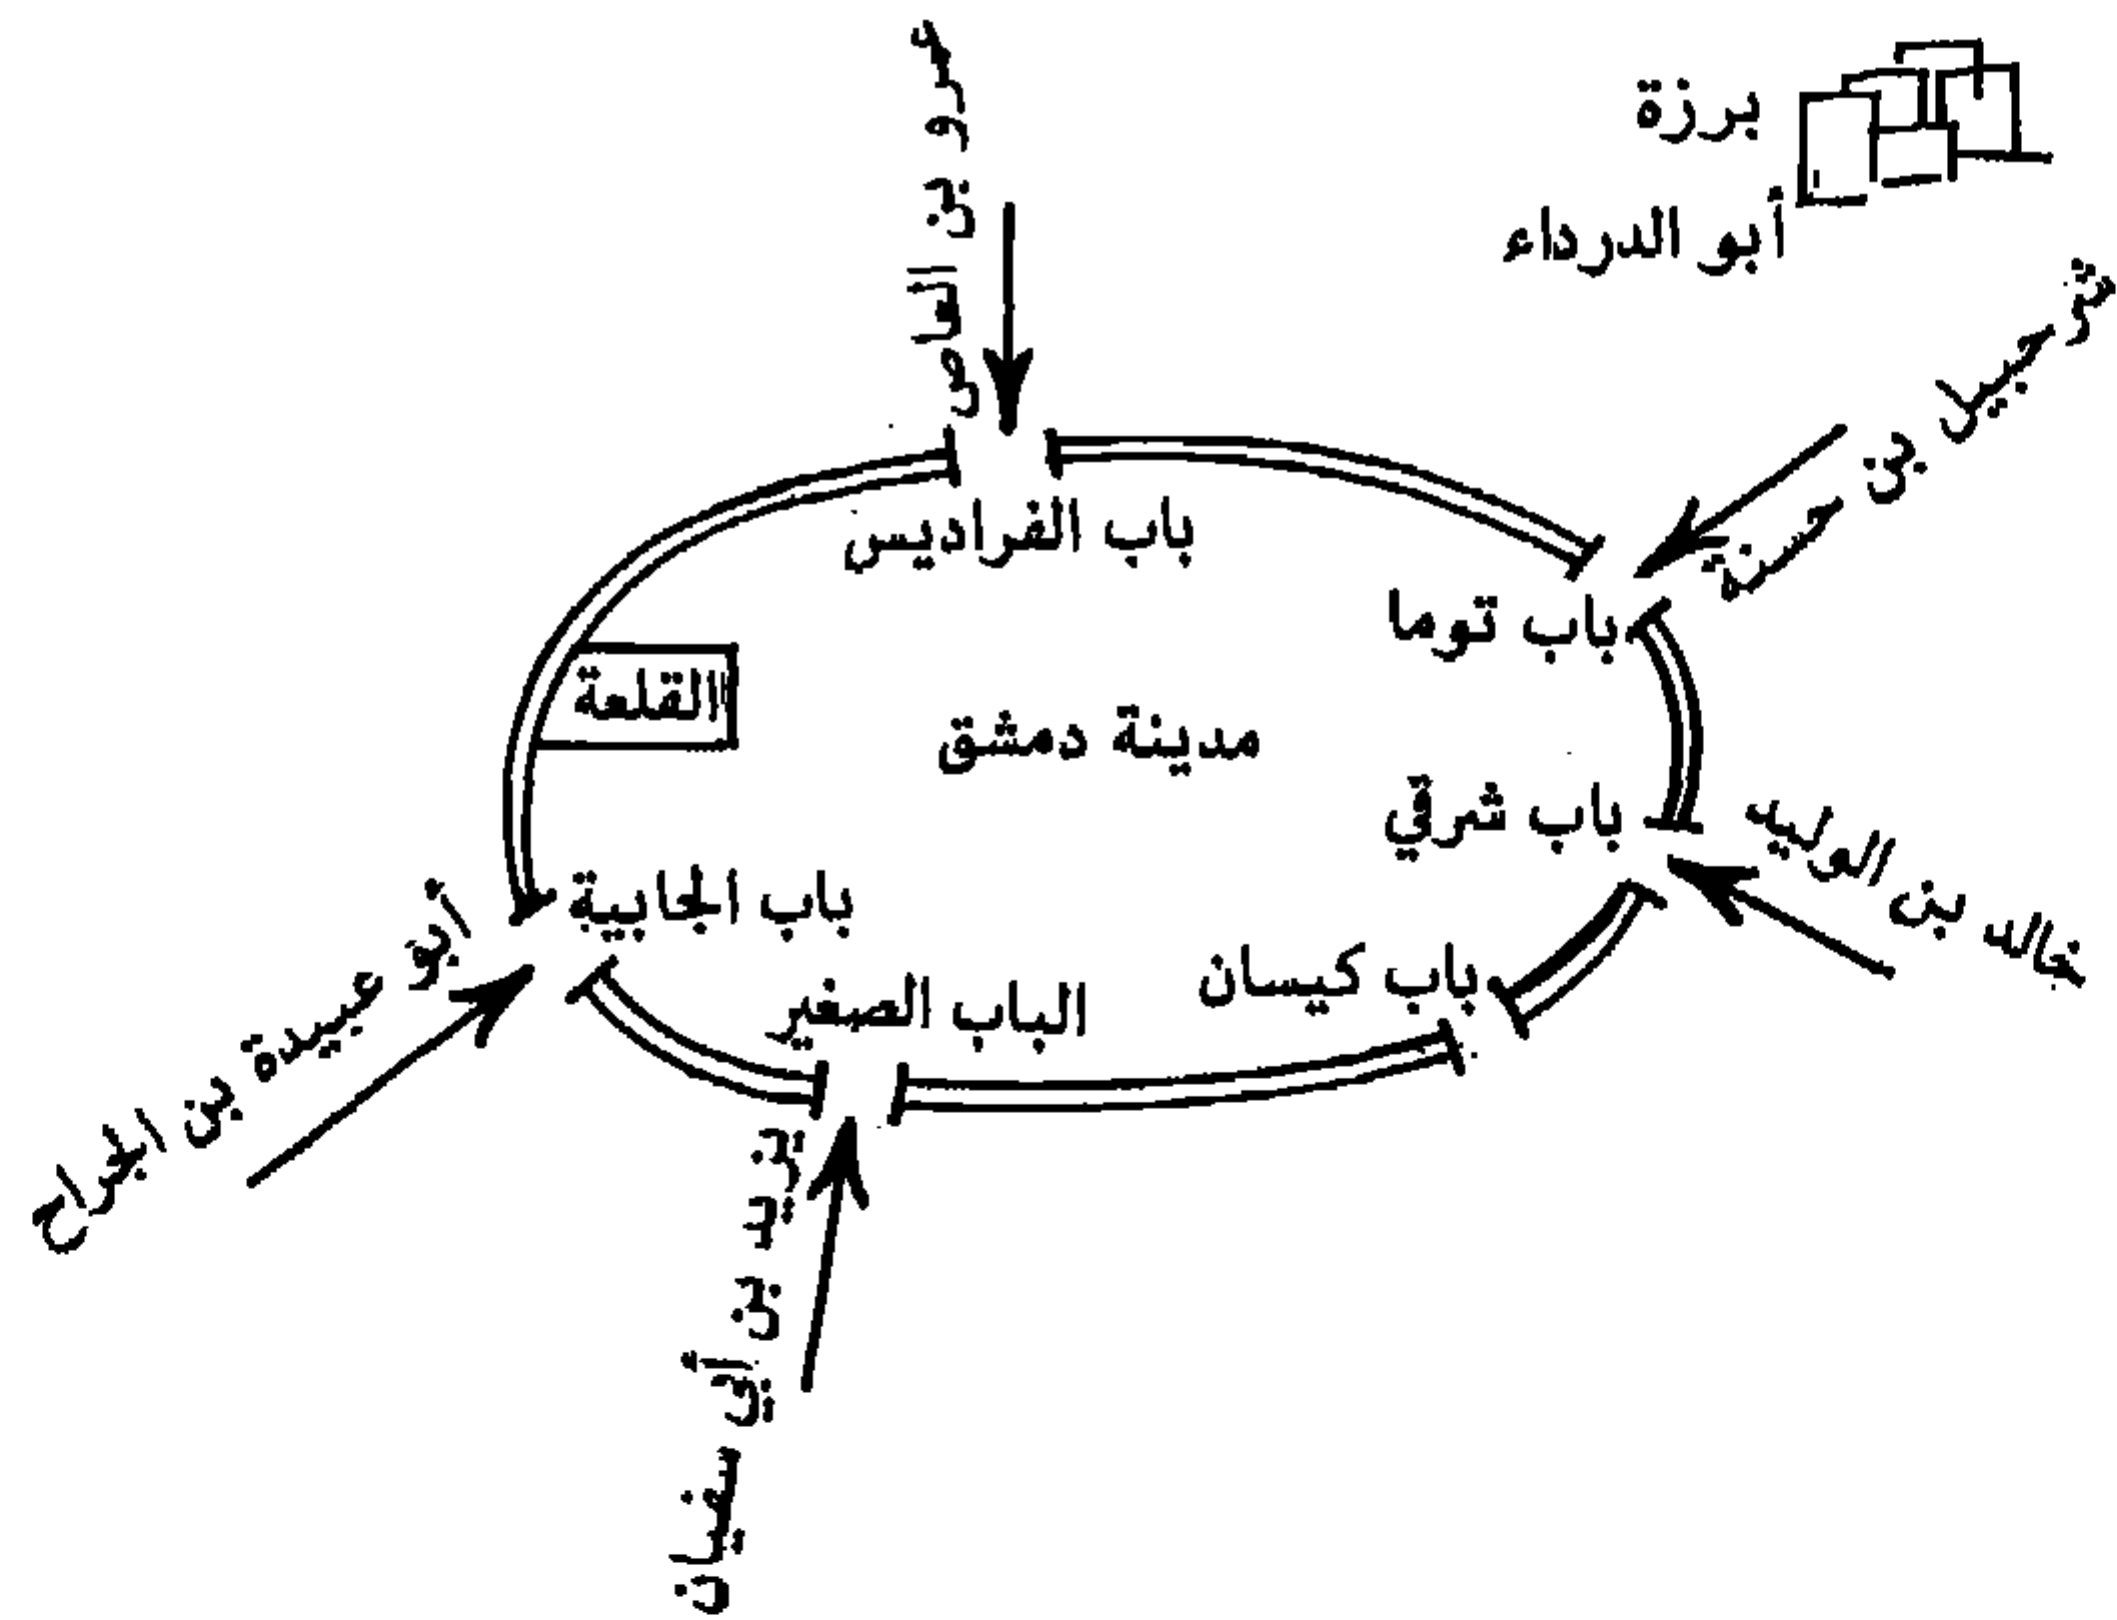 عمرو بن العاص
برزة
أبو الدرداء
شرحبيل بن حسنة
باب الفراديس
باب توما
القلعة
مدينة دمشق
باب شرقي
خالد بن الوليد
باب الجابية
أبو عبيدة بن الجراح
باب كيسان
الباب الصغير
يزيد بن أبي سفيان